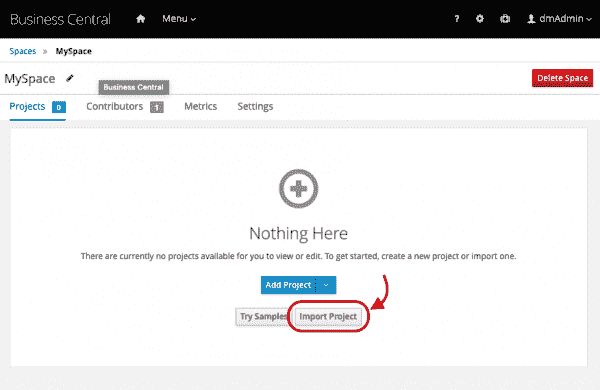 Business Central Menu ? dmAdmin
Spaces » MySpace
MySpace Delete Space
Business Central
Projects 0 Contributors 1 Metrics Settings
Nothing Here
There are currently no projects available for you to view or edit. To get started, create a new project or import one.
Add Project
Try Samples Import Project